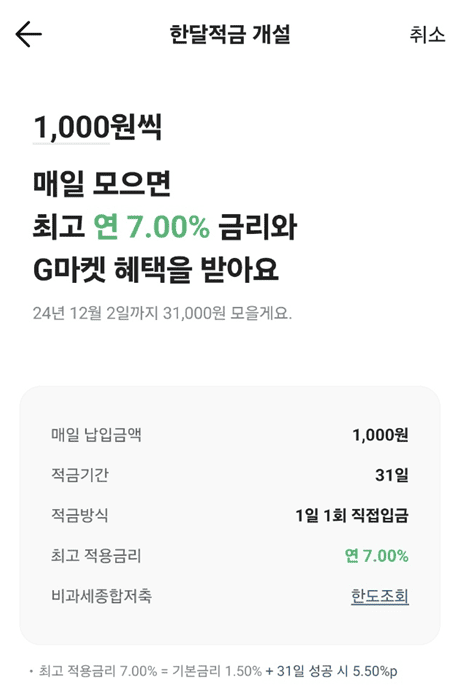 한달적금 개설
취소
1,000원씩
매일 모으면
최고 연 7.00% 금리와
G마켓 혜택을 받아요
24년 12월 2일까지 31,000원 모을게요.
매일 납입금액 1,000원
적금기간 31일
적금방식 1일 1회 직접입금
최고 적용금리 연 7.00%
비과세종합저축 한도조회
· 최고 적용금리 7.00% = 기본금리 1.50% + 31일 성공 시 5.50%p